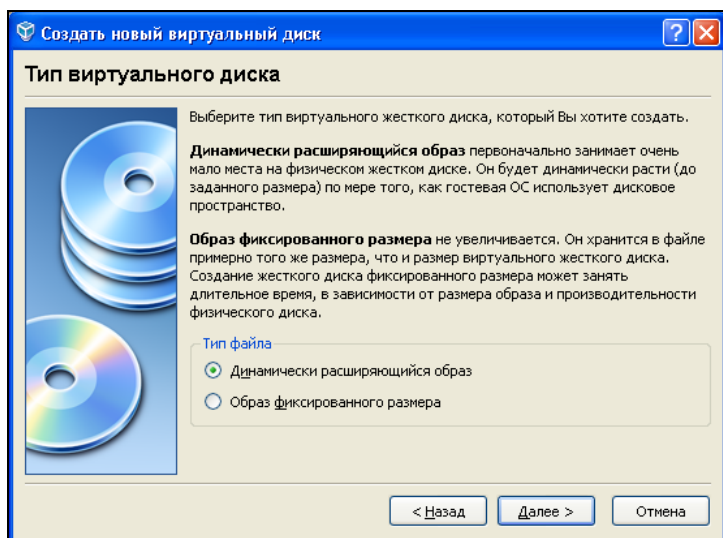 Создать новый виртуальный диск
Тип виртуального диска
Выберите тип виртуального жесткого диска, который Вы хотите создать.
Динамически расширяющийся образ первоначально занимает очень
мало места на физическом жестком диске. Он будет динамически расти (до
заданного размера) по мере того, как гостевая ОС использует дисковое
пространство.
Образ фиксированного размера не увеличивается. Он хранится в файле
примерно того же размера, что и размер виртуального жесткого диска.
Создание жесткого диска фиксированного размера может занять
длительное время, в зависимости от размера образа и производительности
физического диска.
Тип файла
Динамически расширяющийся образ
Образ фиксированного размера
< Назад Далее > Отмена